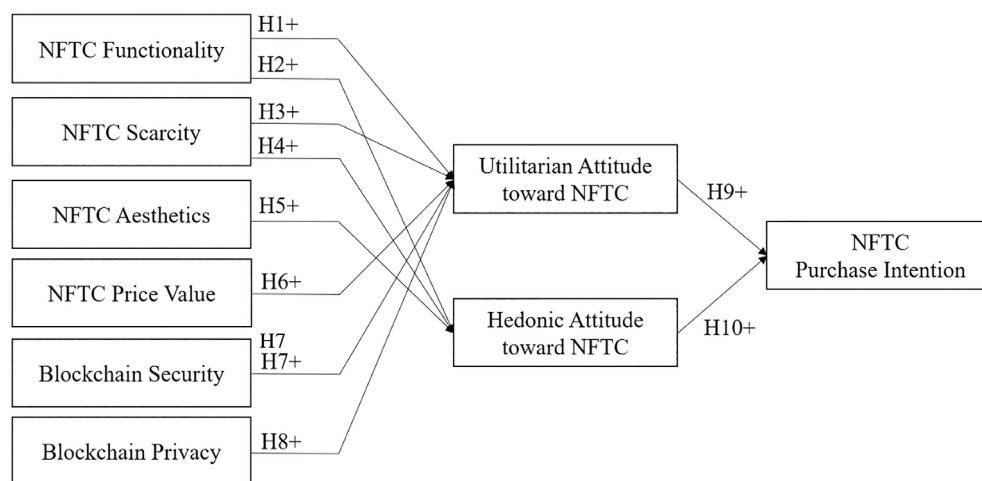 NFTC Functionality
H1+
H2+
NFTC Scarcity
H3+
H4+
NFTC Aesthetics
H5+
NFTC Price Value
H6+
Blockchain Security
H7
H7+
Blockchain Privacy
H8+
Utilitarian Attitude
toward NFTC
Hedonic Attitude
toward NFTC
H9+
H10+
NFTC
Purchase Intention